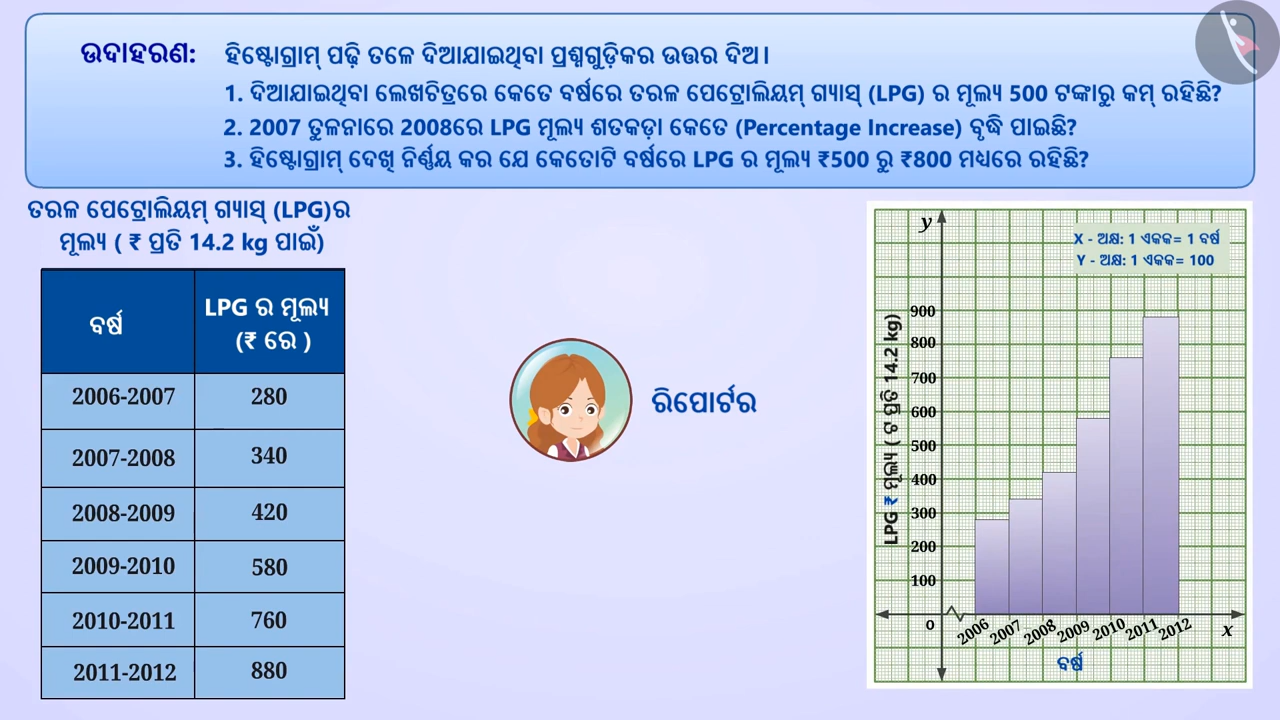 ଉଦାହରଣ: ହିଷ୍ଟୋଗ୍ରାମ୍ ପଢ଼ି ତଳେ ଦିଆଯାଇଥିବା ପ୍ରଶ୍ନଗୁଡ଼ିକର ଉତ୍ତର ଦିଅ।
1. ଦିଆଯାଇଥିବା ଲେଖଚିତ୍ରରେ କେତେ ବର୍ଷରେ ତରଳ ପେଟ୍ରୋଲିୟମ୍ ଗ୍ୟାସ୍ (LPG) ର ମୂଲ୍ୟ 500 ଟଙ୍କାରୁ କମ୍ ରହିଛି?
2. 2007 ତୁଳନାରେ 2008ରେ LPG ମୂଲ୍ୟ ଶତକଡ଼ା କେତେ (Percentage Increase) ବୃଦ୍ଧି ପାଇଛି?
3. ହିଷ୍ଟୋଗ୍ରାମ୍ ଦେଖି ନିର୍ଣ୍ଣୟ କର ଯେ କେତୋଟି ବର୍ଷରେ LPG ର ମୂଲ୍ୟ ₹500 ରୁ ₹800 ମଧ୍ୟରେ ରହିଛି?
ତରଳ ପେଟ୍ରୋଲିୟମ୍ ଗ୍ୟାସ୍ (LPG)ର
ମୂଲ୍ୟ ( ₹ ପ୍ରତି 14.2 kg ପାଇଁ)
ବର୍ଷ LPG ର ମୂଲ୍ୟ (₹ ରେ )
2006-2007 280
2007-2008 340
2008-2009 420
2009-2010 580
2010-2011 760
2011-2012 880
ରିପୋର୍ଟର
y
X - ଅକ୍ଷ: 1 ଏକକ= 1 ବର୍ଷ
Y - ଅକ୍ଷ: 1 ଏକକ= 100
LPG ₹ ମୂଲ୍ୟ ( ଟ ପ୍ରତି 14.2 kg)
900
800
700
600
500
400
300
200
100
0
2006 2007 2008 2009 2010 2011 2012 x
ବର୍ଷ